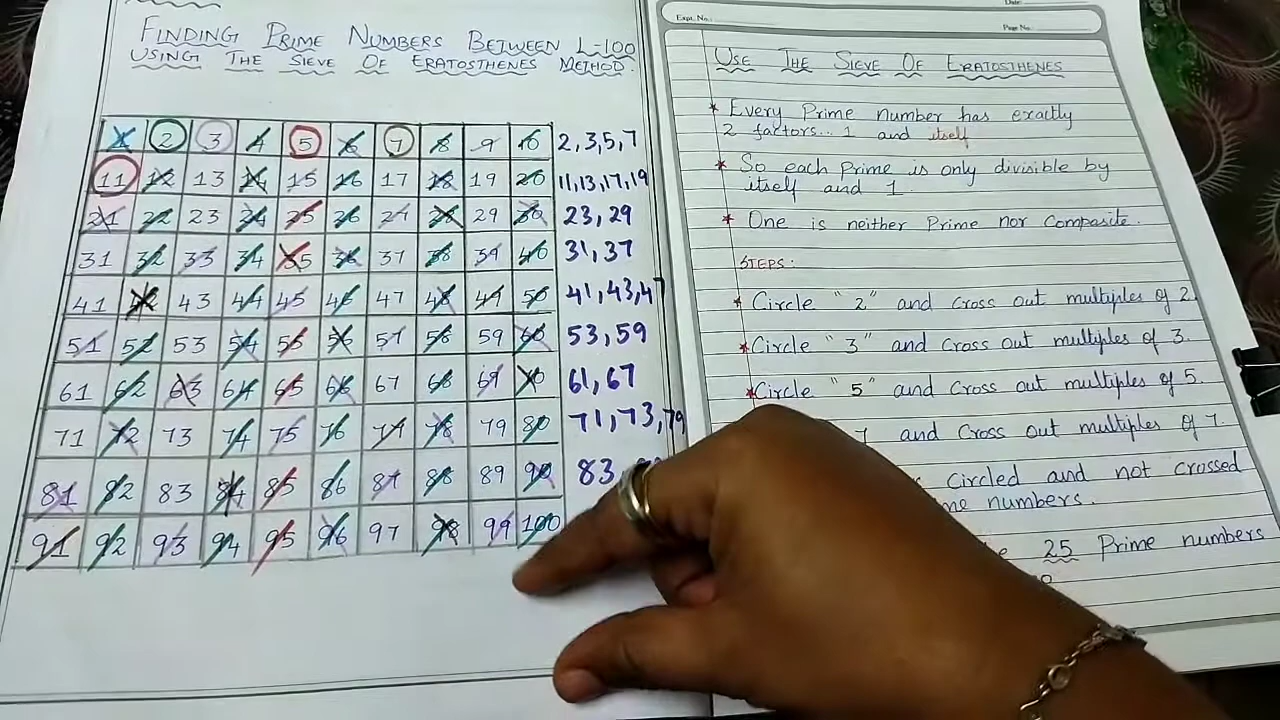 FINDING PRIME NUMBERS BETWEEN 1-100
USING THE SIEVE OF ERATOSTHENES METHOD.
1 2 3 4 5 6 7 8 9 10 2,3,5,7
11 12 13 14 15 16 17 18 19 20 11,13,17,19
21 22 23 24 25 26 27 28 29 30 23,29
31 32 33 34 35 36 37 38 39 40 31,37
41 42 43 44 45 46 47 48 49 50 41,43,47
51 52 53 54 55 56 57 58 59 60 53,59
61 62 63 64 65 66 67 68 69 70 61,67
71 72 73 74 75 76 77 78 79 80 71,73,79
81 82 83 84 85 86 87 88 89 90 83
91 92 93 94 95 96 97 98 99 100
Expt. No.
Date
Page No.
USE THE SIEVE OF ERATOSTHENES
* Every Prime number has exactly
2 factors... 1 and itself
* So each Prime is only divisible by
itself and 1.
* One is neither Prime nor Composite.
STEPS:
* Circle "2" and Cross out multiples of 2.
* Circle "3" and Cross out multiples of 3.
* Circle "5" and Cross out multiples of 5.
7 and Cross out multiples of 7.
Circled and not crossed
numbers.
25 Prime numbers